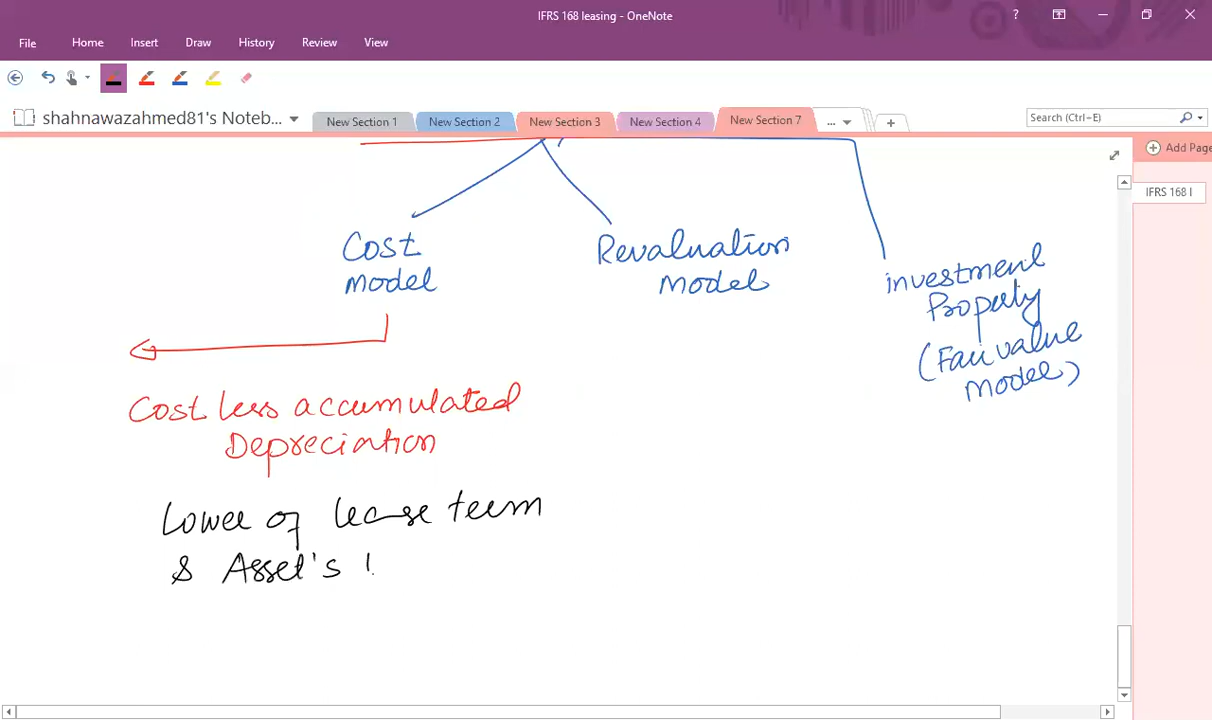 IFRS 168 leasing - OneNote
File Home Insert Draw History Review View
shahnawazahmed81's Noteb...
New Section 1 New Section 2 New Section 3 New Section 4 New Section 7 ...
Search (Ctrl+E)
Add Page
IFRS 168 l
Cost
model
Revaluation
Model
investment
Property
(Fair value
Model)
Cost less accumulated
Depreciation
Lower of lease term
& Asset's